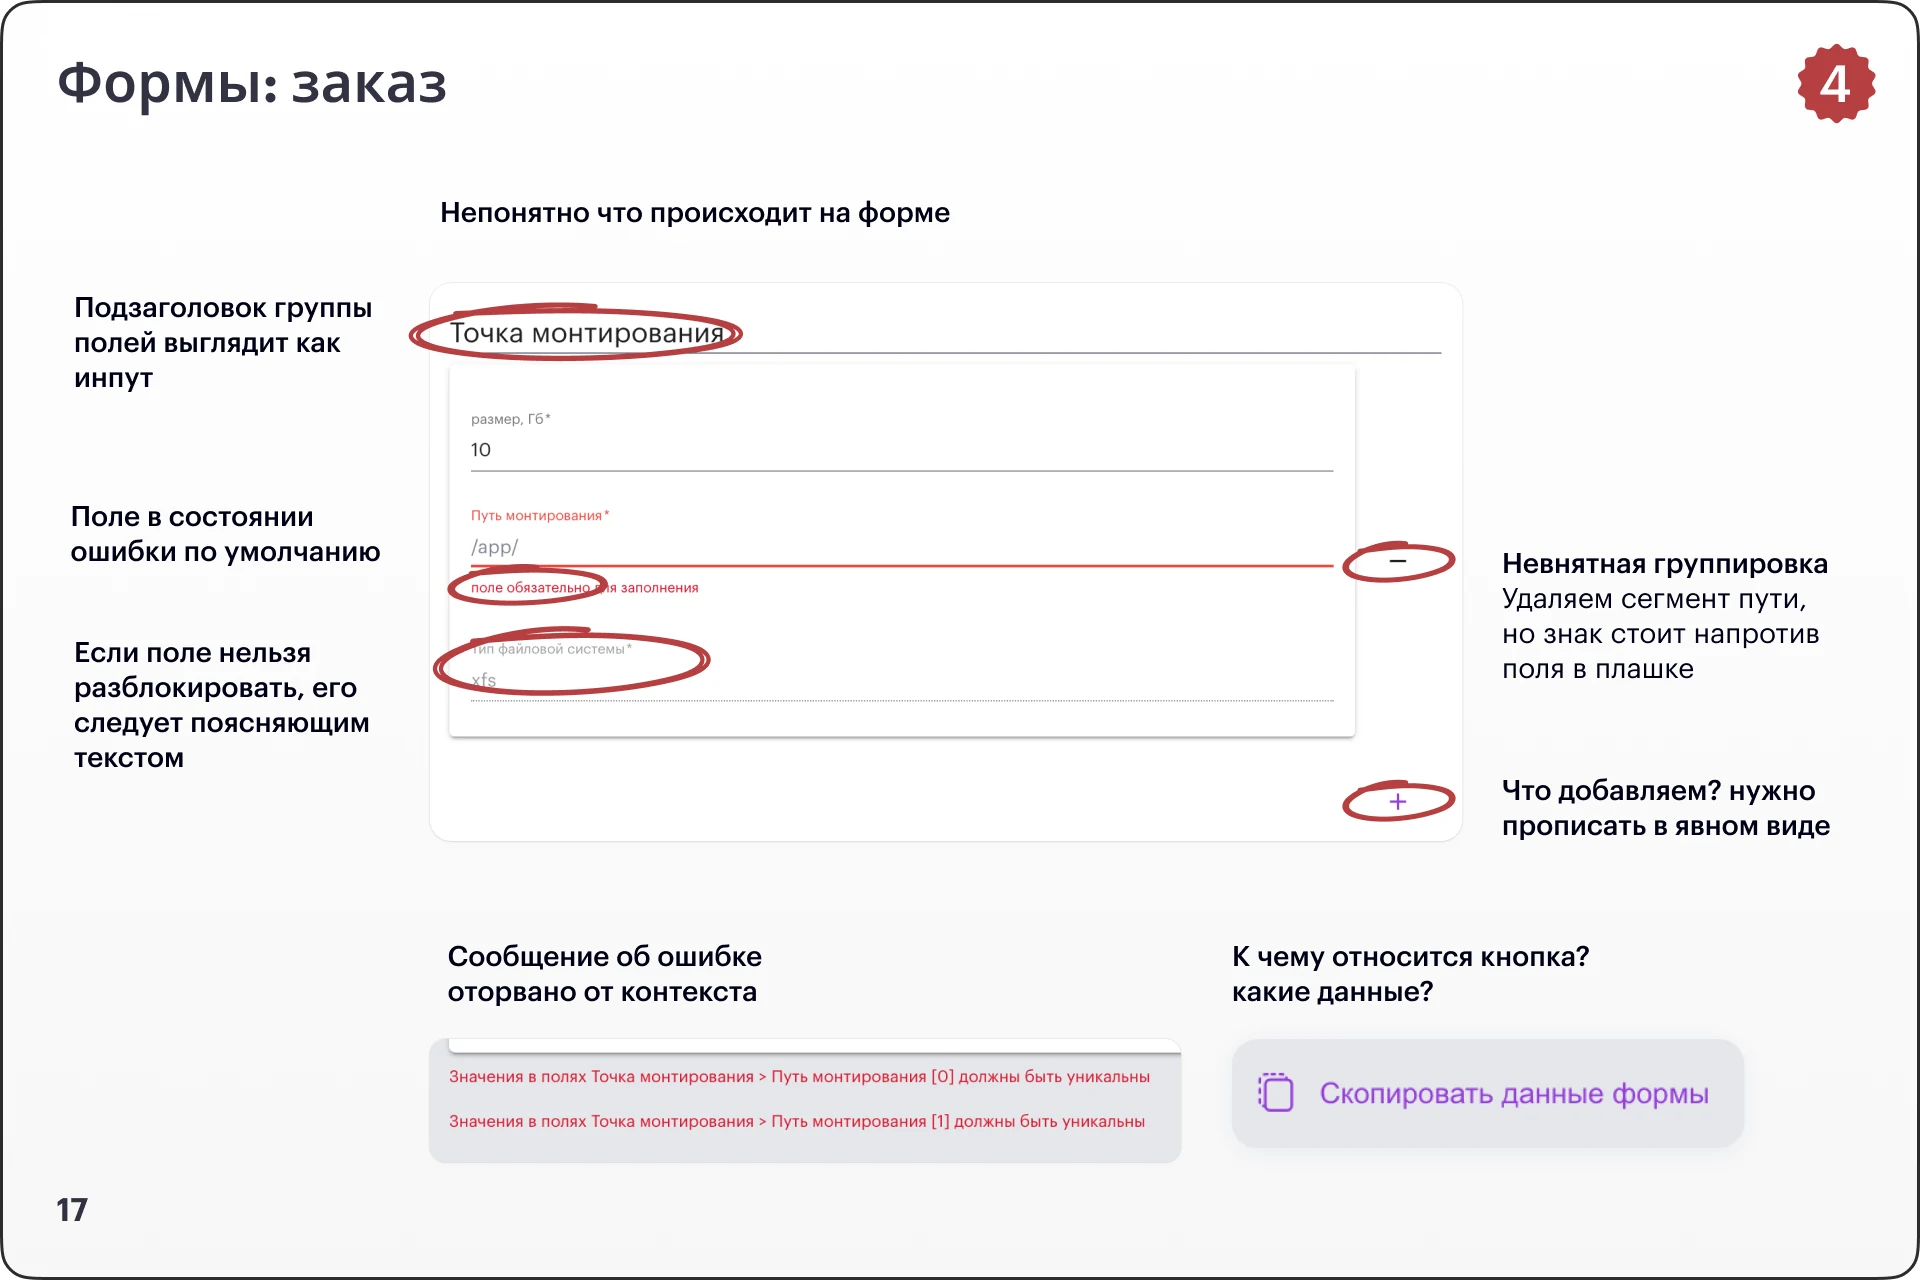 Формы: заказ
4
Непонятно что происходит на форме
Подзаголовок группы
полей выглядит как
инпут
Поле в состоянии
ошибки по умолчанию
Если поле нельзя
разблокировать, его
следует поясняющим
текстом
Точка монтирования
размер, Гб*
10
Путь монтирования*
/app/
поле обязательно для заполнения
тип файловой системы*
xfs
−
+
Невнятная группировка
Удаляем сегмент пути,
но знак стоит напротив
поля в плашке
Что добавляем? нужно
прописать в явном виде
Сообщение об ошибке
оторвано от контекста
Значения в полях Точка монтирования > Путь монтирования [0] должны быть уникальны
Значения в полях Точка монтирования > Путь монтирования [1] должны быть уникальны
К чему относится кнопка?
какие данные?
Скопировать данные формы
17